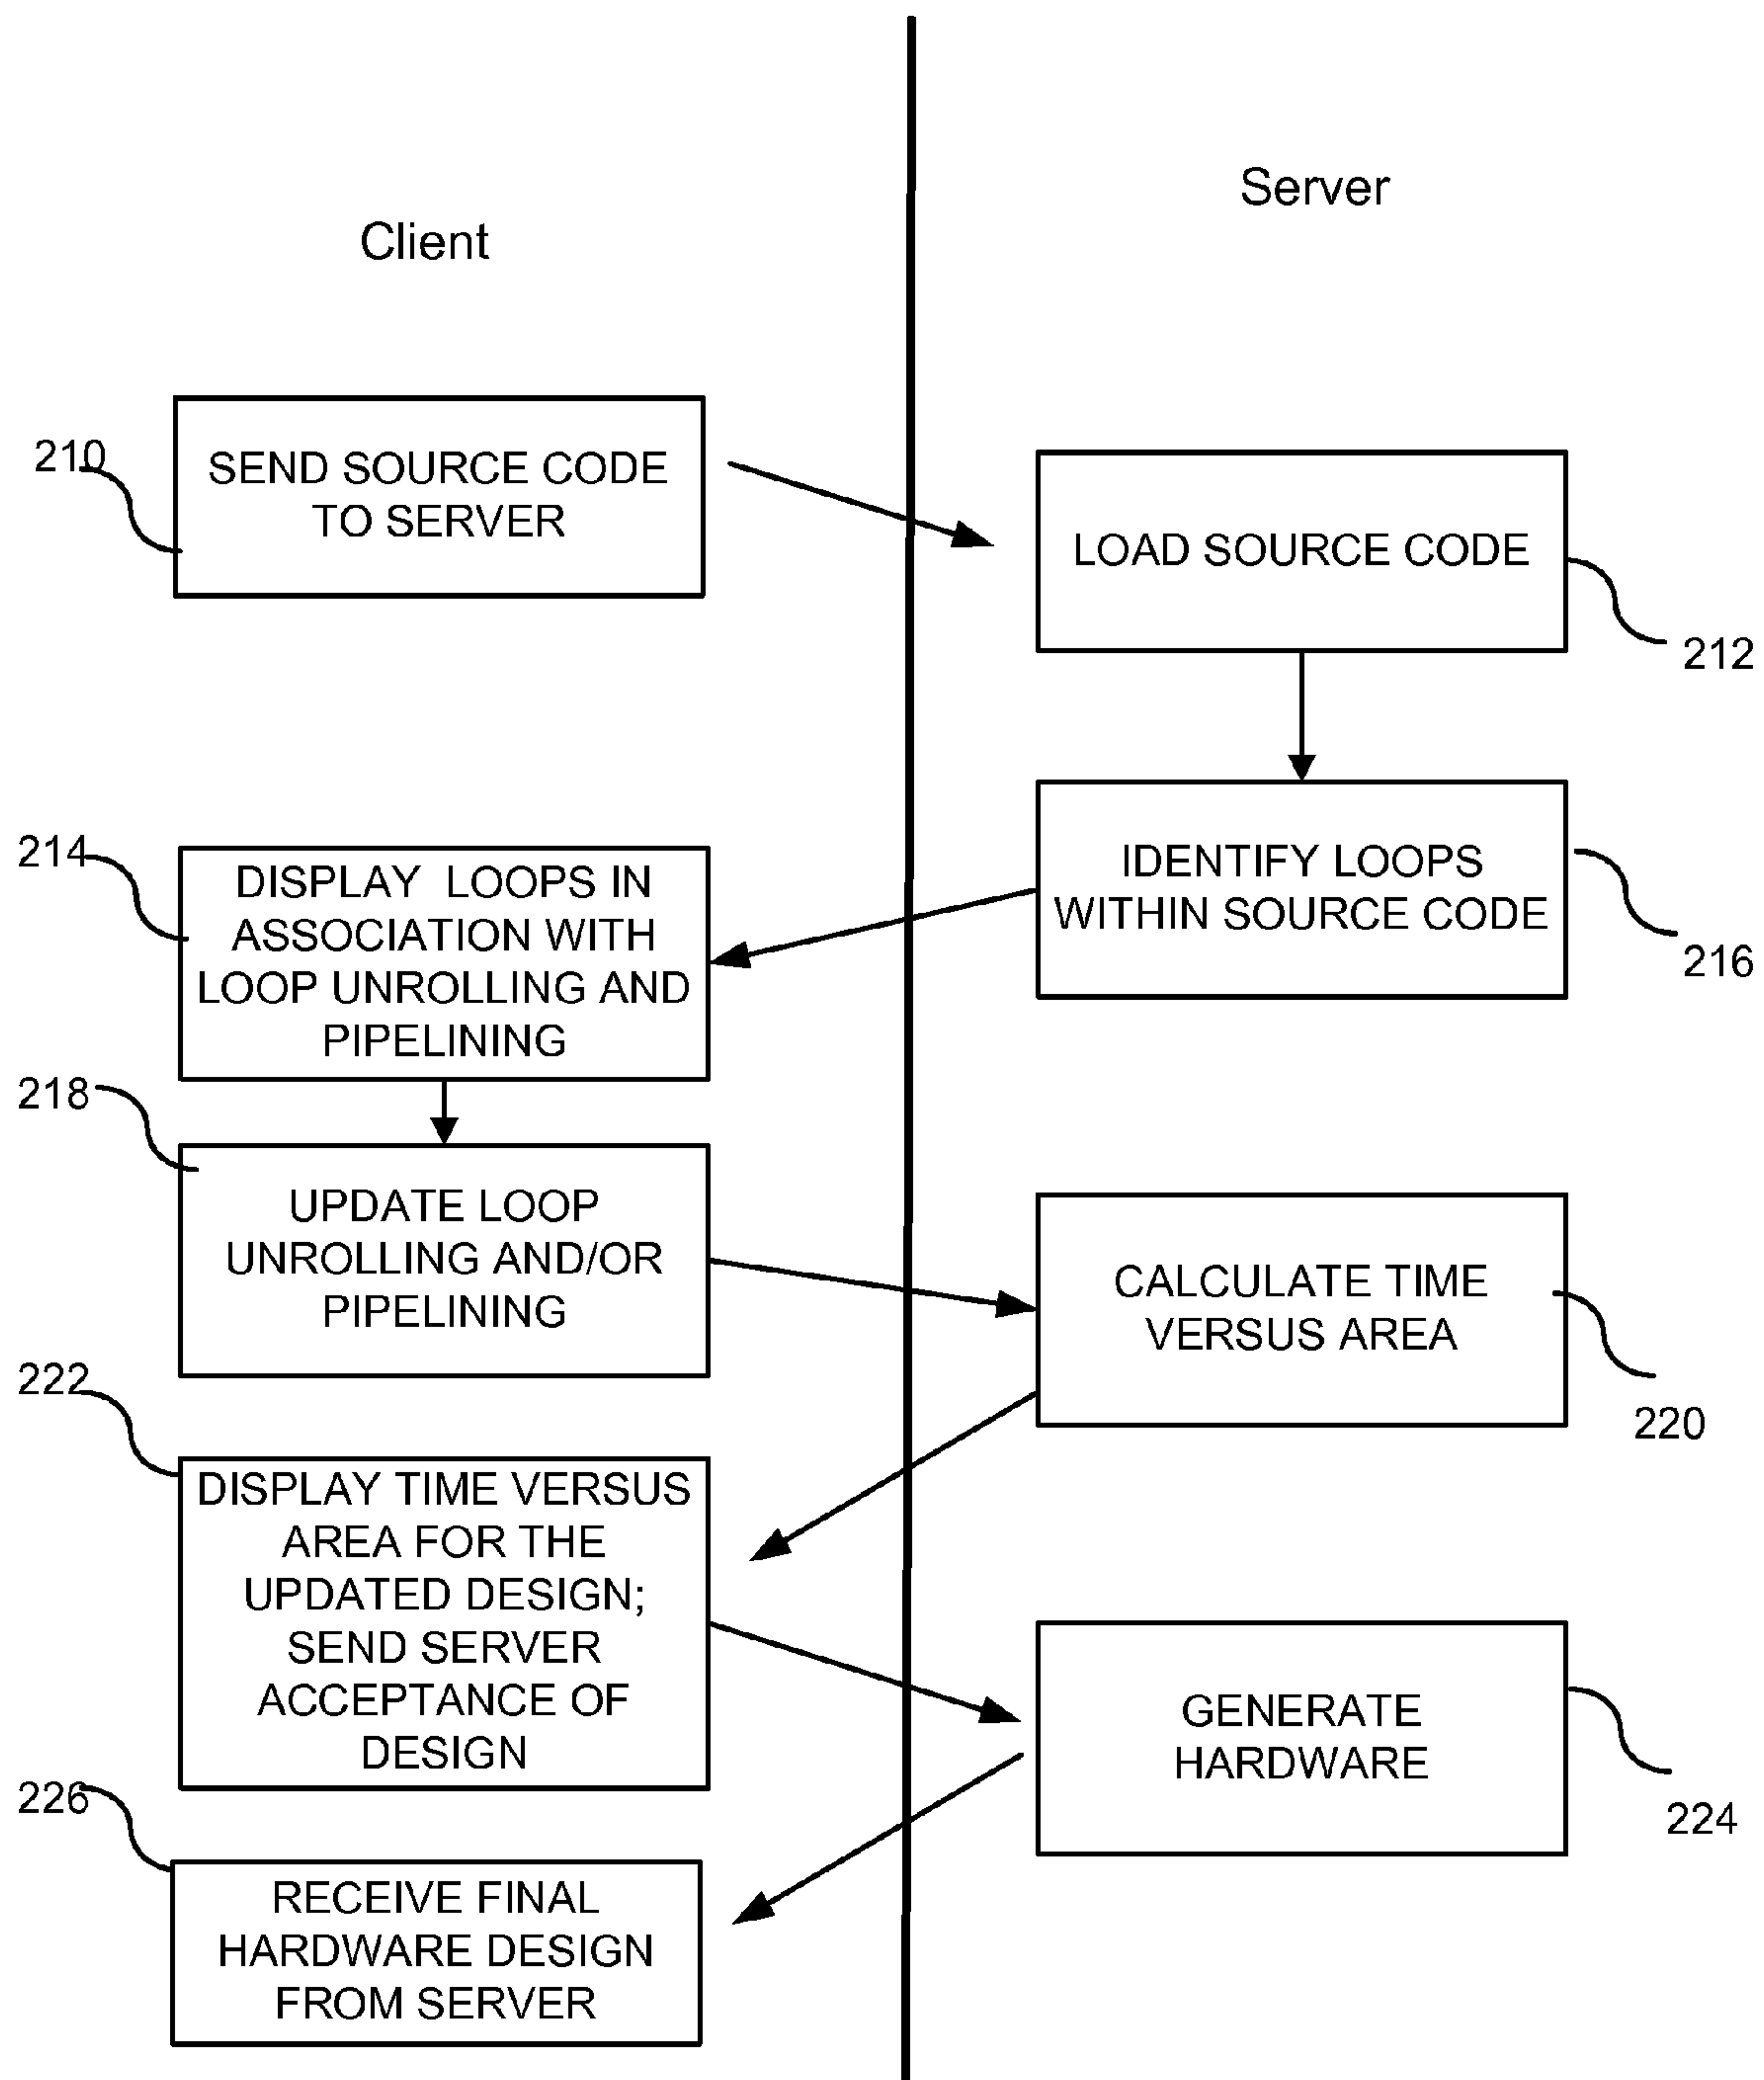 Client
Server
210
SEND SOURCE CODE
TO SERVER
LOAD SOURCE CODE
212
IDENTIFY LOOPS
WITHIN SOURCE CODE
216
214
DISPLAY LOOPS IN
ASSOCIATION WITH
LOOP UNROLLING AND
PIPELINING
218
UPDATE LOOP
UNROLLING AND/OR
PIPELINING
CALCULATE TIME
VERSUS AREA
220
222
DISPLAY TIME VERSUS
AREA FOR THE
UPDATED DESIGN;
SEND SERVER
ACCEPTANCE OF
DESIGN
GENERATE
HARDWARE
224
226
RECEIVE FINAL
HARDWARE DESIGN
FROM SERVER